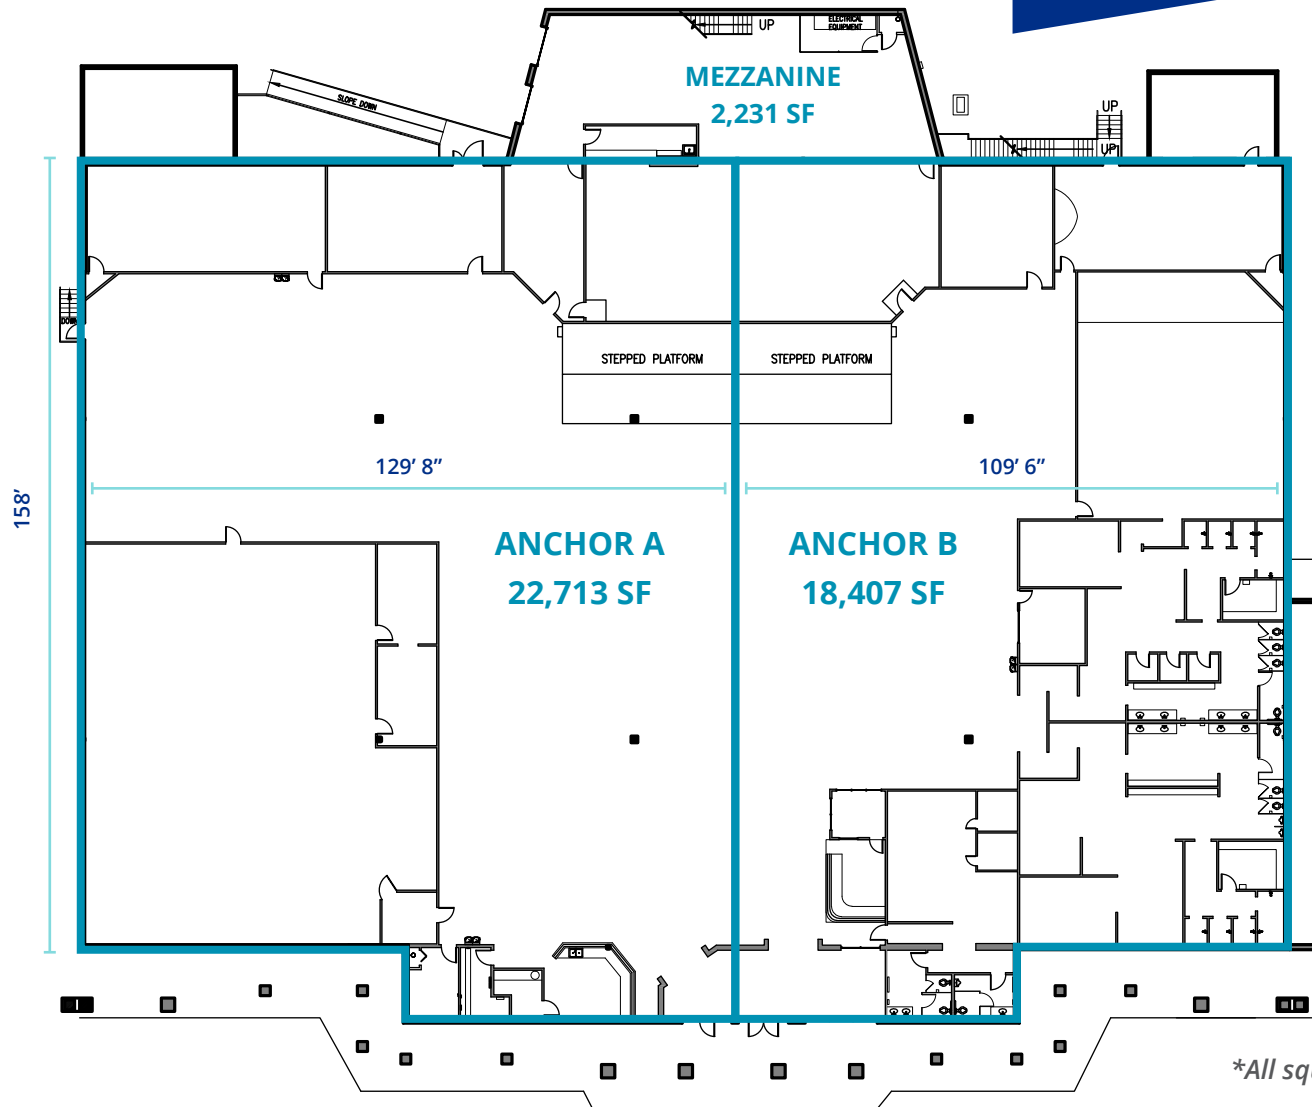 ELECTRICAL
EQUIPMENT
UP
MEZZANINE
2,231 SF
SLOPE DOWN
UP
UP
DOWN
STEPPED PLATFORM
STEPPED PLATFORM
129' 8”
109' 6”
158'
ANCHOR A
22,713 SF
ANCHOR B
18,407 SF
*All squ